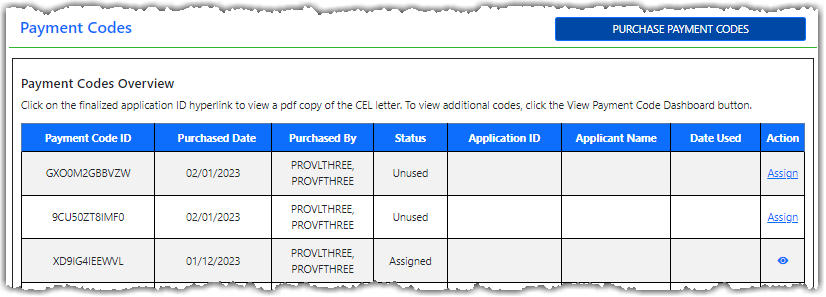 Payment Codes
PURCHASE PAYMENT CODES
Payment Codes Overview
Click on the finalized application ID hyperlink to view a pdf copy of the CEL letter. To view additional codes, click the View Payment Code Dashboard button.
Payment Code ID Purchased Date Purchased By Status Application ID Applicant Name Date Used Action
GXO0M2GBBVZW 02/01/2023 PROVLTHREE, PROVFTHREE Unused Assign
9CU50ZT8IMF0 02/01/2023 PROVLTHREE, PROVFTHREE Unused Assign
XD9IG4IEEWVL 01/12/2023 PROVLTHREE, PROVFTHREE Assigned